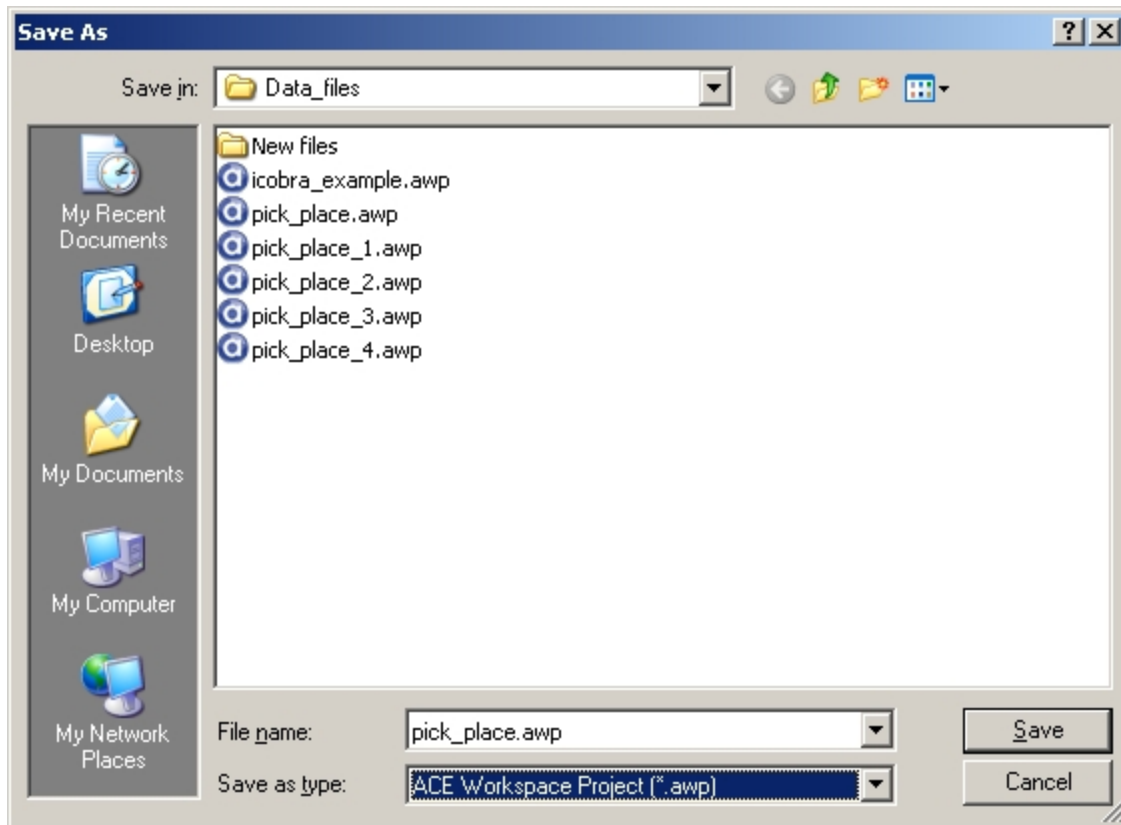 Save As
Save in: Data_files
New files
icobra_example.awp
pick_place.awp
pick_place_1.awp
pick_place_2.awp
pick_place_3.awp
pick_place_4.awp
My Recent
Documents
Desktop
My Documents
My Computer
My Network
Places
File name: pick_place.awp Save
Save as type: ACE Workspace Project (*.awp) Cancel